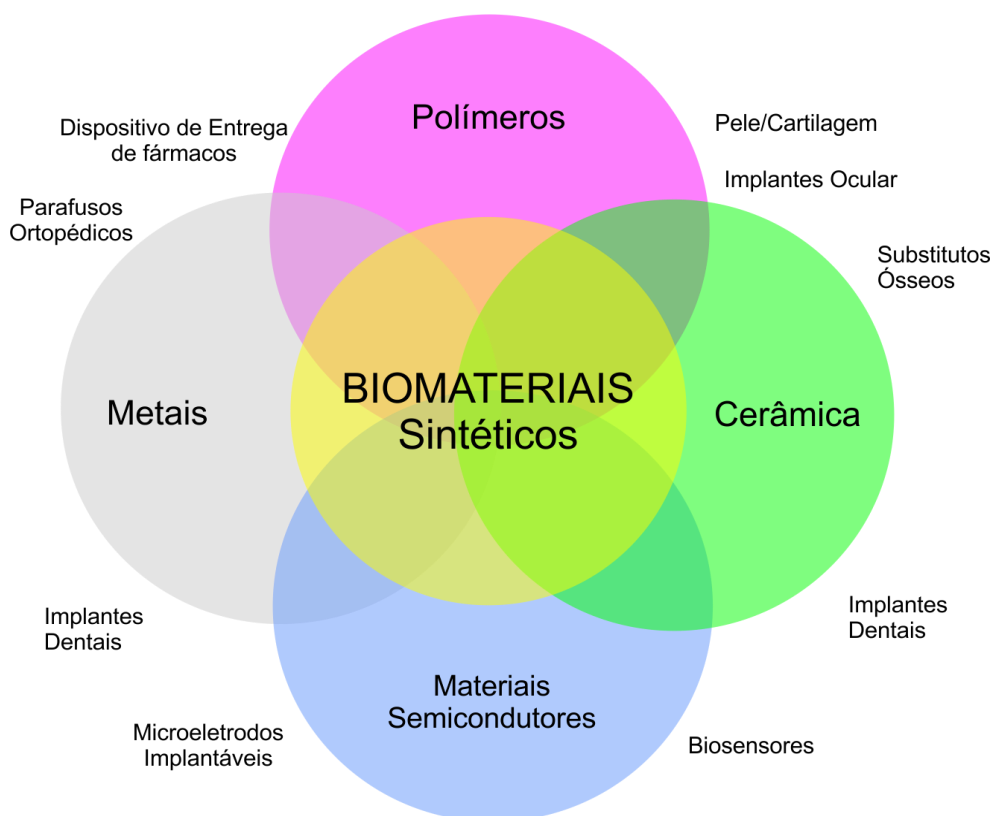 Polímeros
Dispositivo de Entrega
de fármacos
Pele/Cartilagem
Implantes Ocular
Parafusos
Ortopédicos
Substitutos
Ósseos
Metais
BIOMATERIAIS
Sintéticos
Cerâmica
Implantes
Dentais
Implantes
Dentais
Materiais
Semicondutores
Microeletrodos
Implantáveis
Biosensores